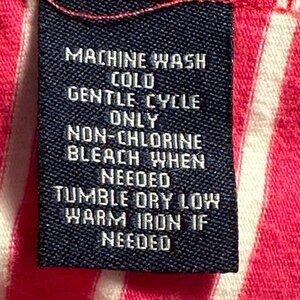 MACHINE WASH
COLD
GENTLE CYCLE
ONLY
NON-CHLORINE
BLEACH WHEN
NEEDED
TUMBLE DRY LOW
WARM IRON IF
NEEDED